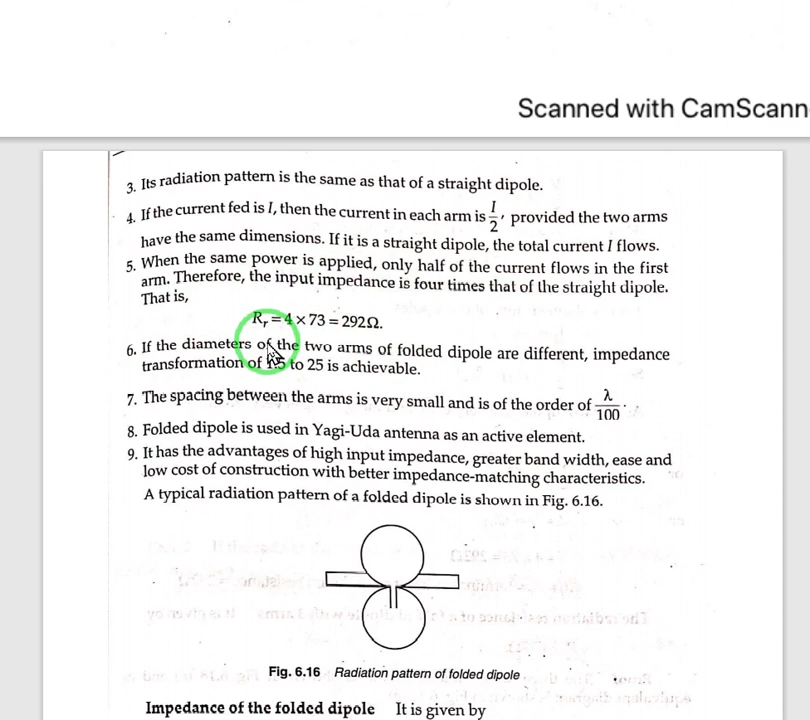 Scanned with CamScann
3. Its radiation pattern is the same as that of a straight dipole.
4. If the current fed is I, then the current in each arm is I/2, provided the two arms
have the same dimensions. If it is a straight dipole, the total current I flows.
5. When the same power is applied, only half of the current flows in the first
arm. Therefore, the input impedance is four times that of the straight dipole.
That is,
Rr = 4 × 73 = 292Ω.
6. If the diameters of the two arms of folded dipole are different, impedance
transformation of 1.5 to 25 is achievable.
7. The spacing between the arms is very small and is of the order of λ/100.
8. Folded dipole is used in Yagi-Uda antenna as an active element.
9. It has the advantages of high input impedance, greater band width, ease and
low cost of construction with better impedance-matching characteristics.
A typical radiation pattern of a folded dipole is shown in Fig. 6.16.
Fig. 6.16 Radiation pattern of folded dipole
Impedance of the folded dipole It is given by